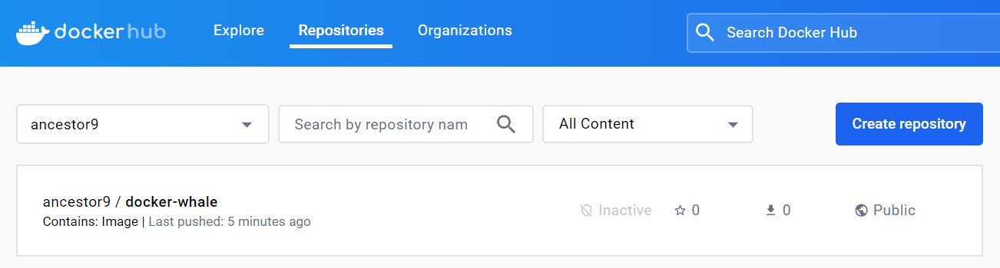 docker hub
Explore Repositories Organizations
Search Docker Hub
ancestor9
Search by repository nam
All Content
Create repository
ancestor9 / docker-whale
Contains: Image | Last pushed: 5 minutes ago
Inactive
0
0
Public